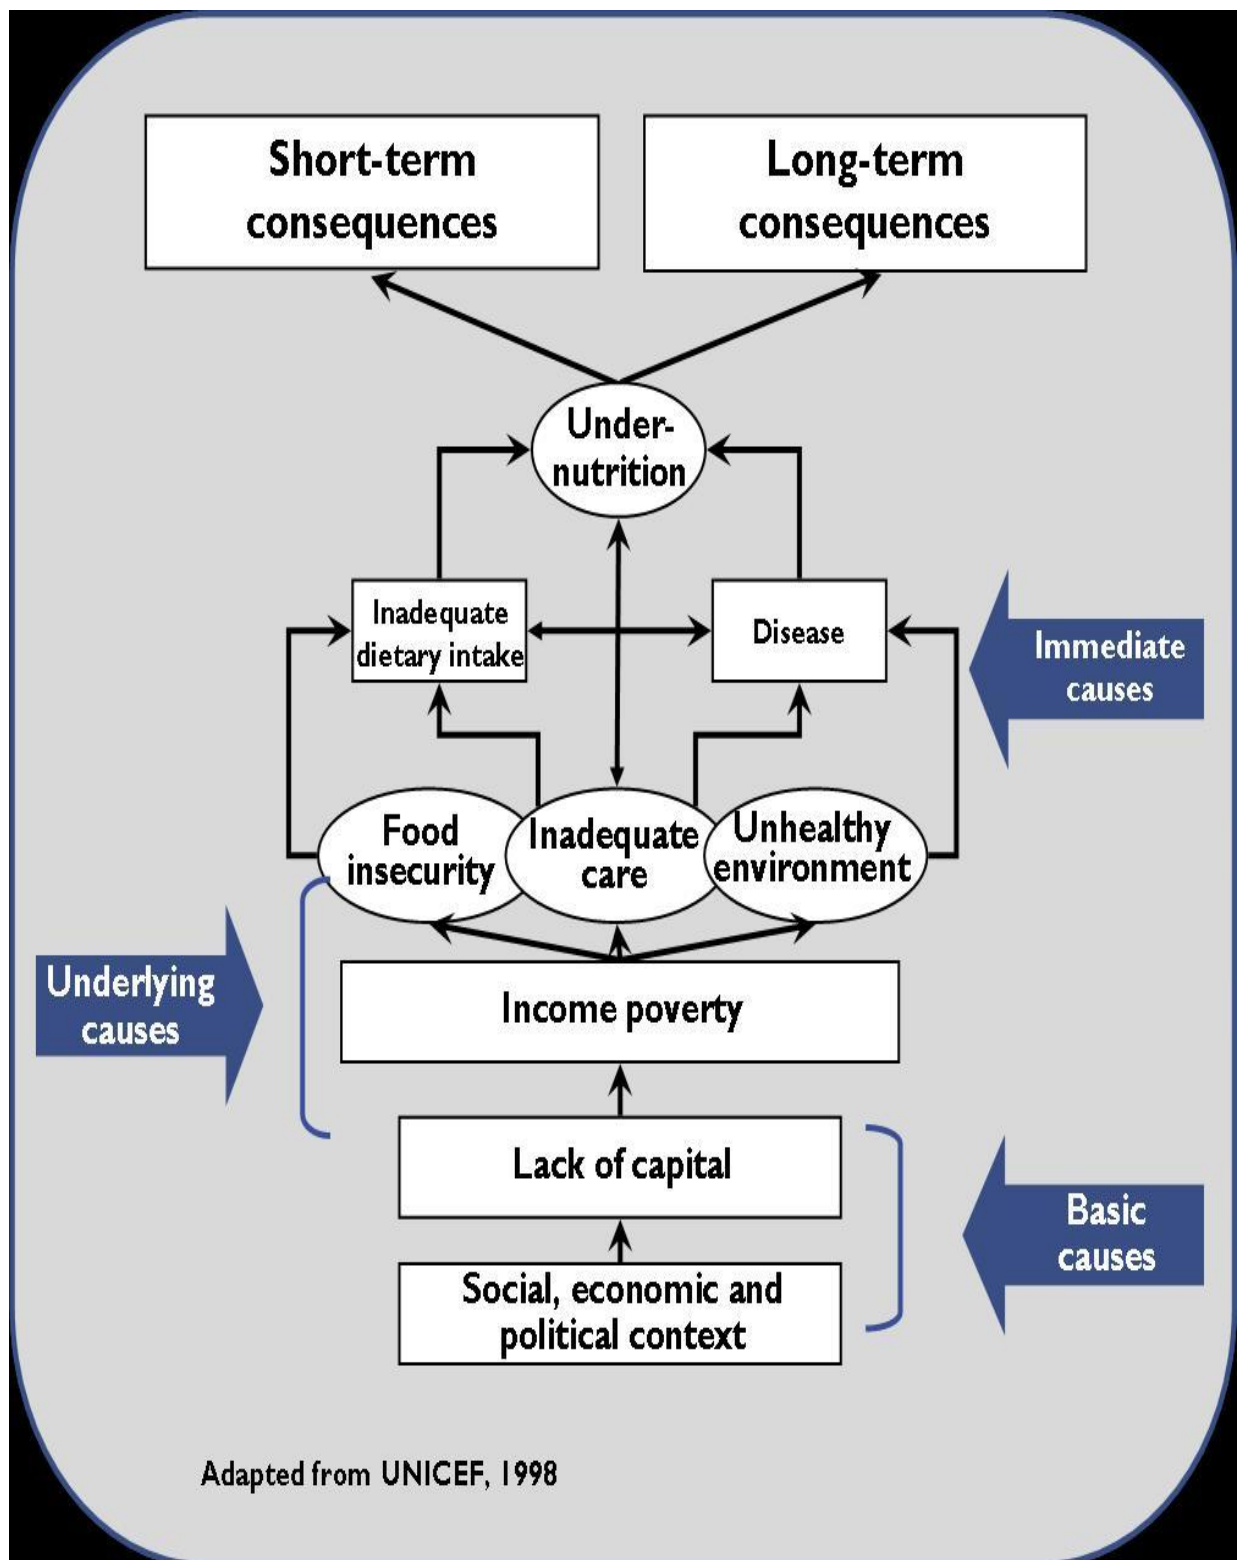 Short-term
consequences
Long-term
consequences
Under-
nutrition
Inadequate
dietary intake
Disease
Immediate
causes
Food
insecurity
Inadequate
care
Unhealthy
environment
Underlying
causes
Income poverty
Lack of capital
Basic
causes
Social, economic and
political context
Adapted from UNICEF, 1998